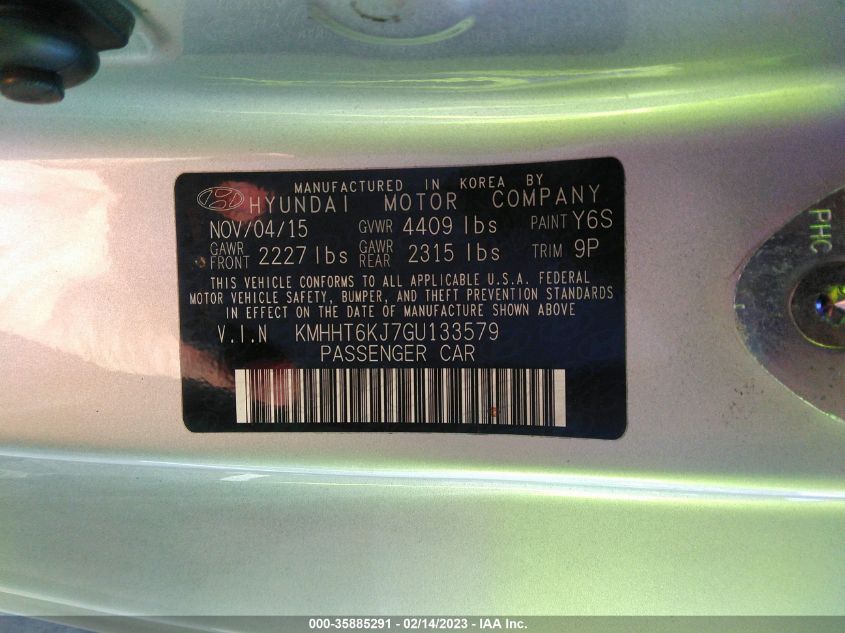 MANUFACTURED IN KOREA BY
HYUNDAI MOTOR COMPANY
NOV/04/15 GVWR 4409 lbs PAINT Y6S
GAWR FRONT 2227 lbs GAWR REAR 2315 lbs TRIM 9P
THIS VEHICLE CONFORMS TO ALL APPLICABLE U.S.A. FEDERAL
MOTOR VEHICLE SAFETY, BUMPER, AND THEFT PREVENTION STANDARDS
IN EFFECT ON THE DATE OF MANUFACTURE SHOWN ABOVE
V.I.N KMHHT6KJ7GU133579
PASSENGER CAR
PHC
000-35885291 - 02/14/2023 - IAA Inc.